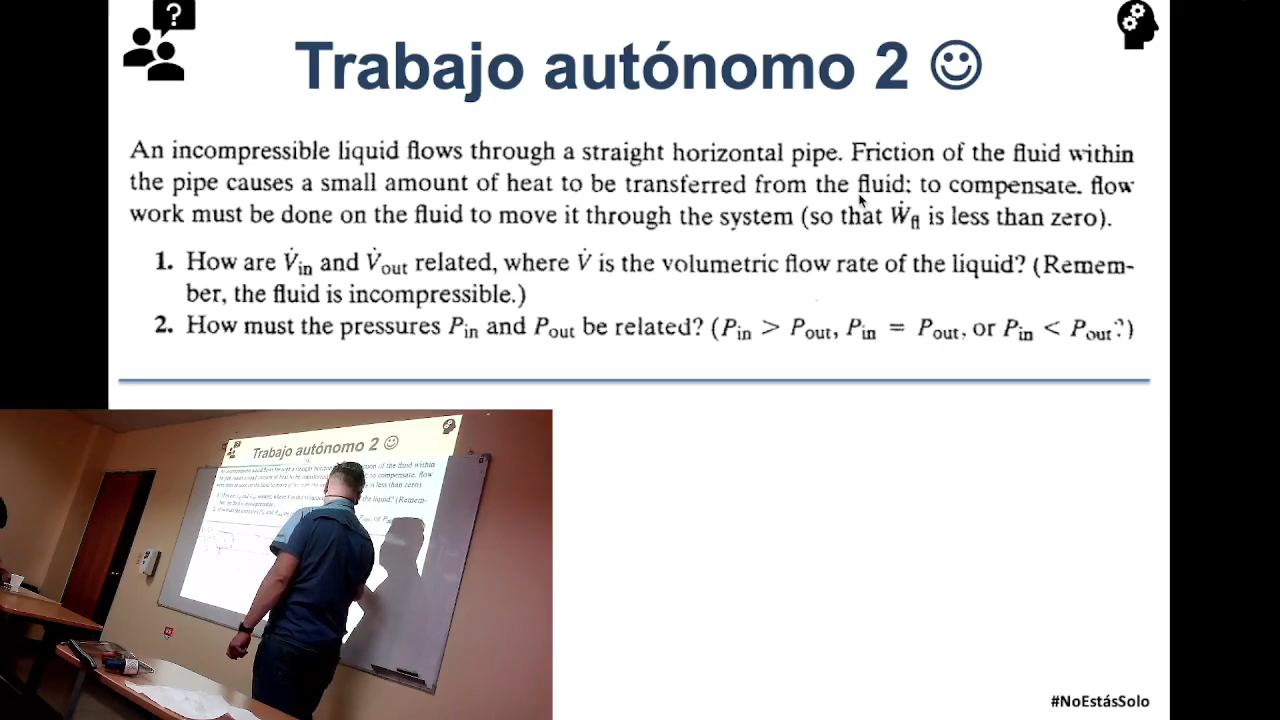 Trabajo autónomo 2 ☺
An incompressible liquid flows through a straight horizontal pipe. Friction of the fluid within
the pipe causes a small amount of heat to be transferred from the fluid; to compensate, flow
work must be done on the fluid to move it through the system (so that Ẇfl is less than zero).
1. How are V̇in and V̇out related, where V̇ is the volumetric flow rate of the liquid? (Remem-
ber, the fluid is incompressible.)
2. How must the pressures Pin and Pout be related? (Pin > Pout, Pin = Pout, or Pin < Pout?)
Trabajo autónomo 2 ☺
#NoEstásSolo